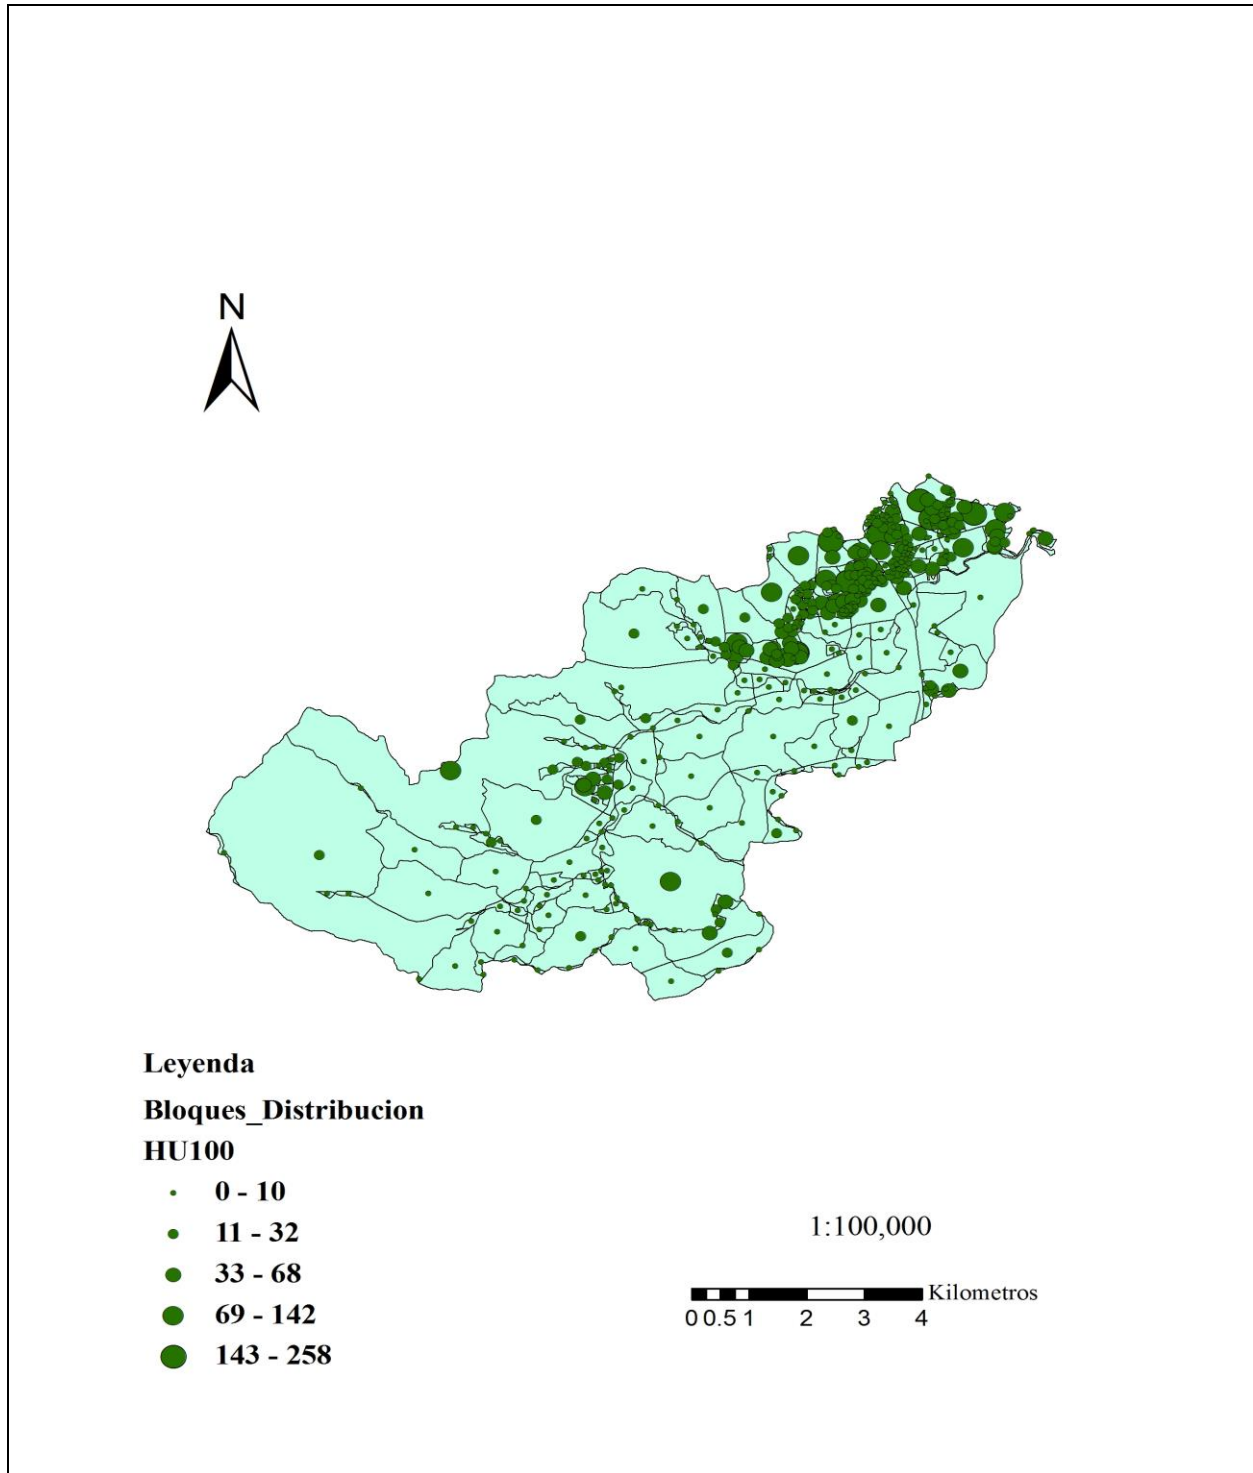 N
Leyenda
Bloques_Distribucion
HU100
0 - 10
11 - 32
33 - 68
69 - 142
143 - 258
1:100,000
Kilometros
0 0.5 1 2 3 4